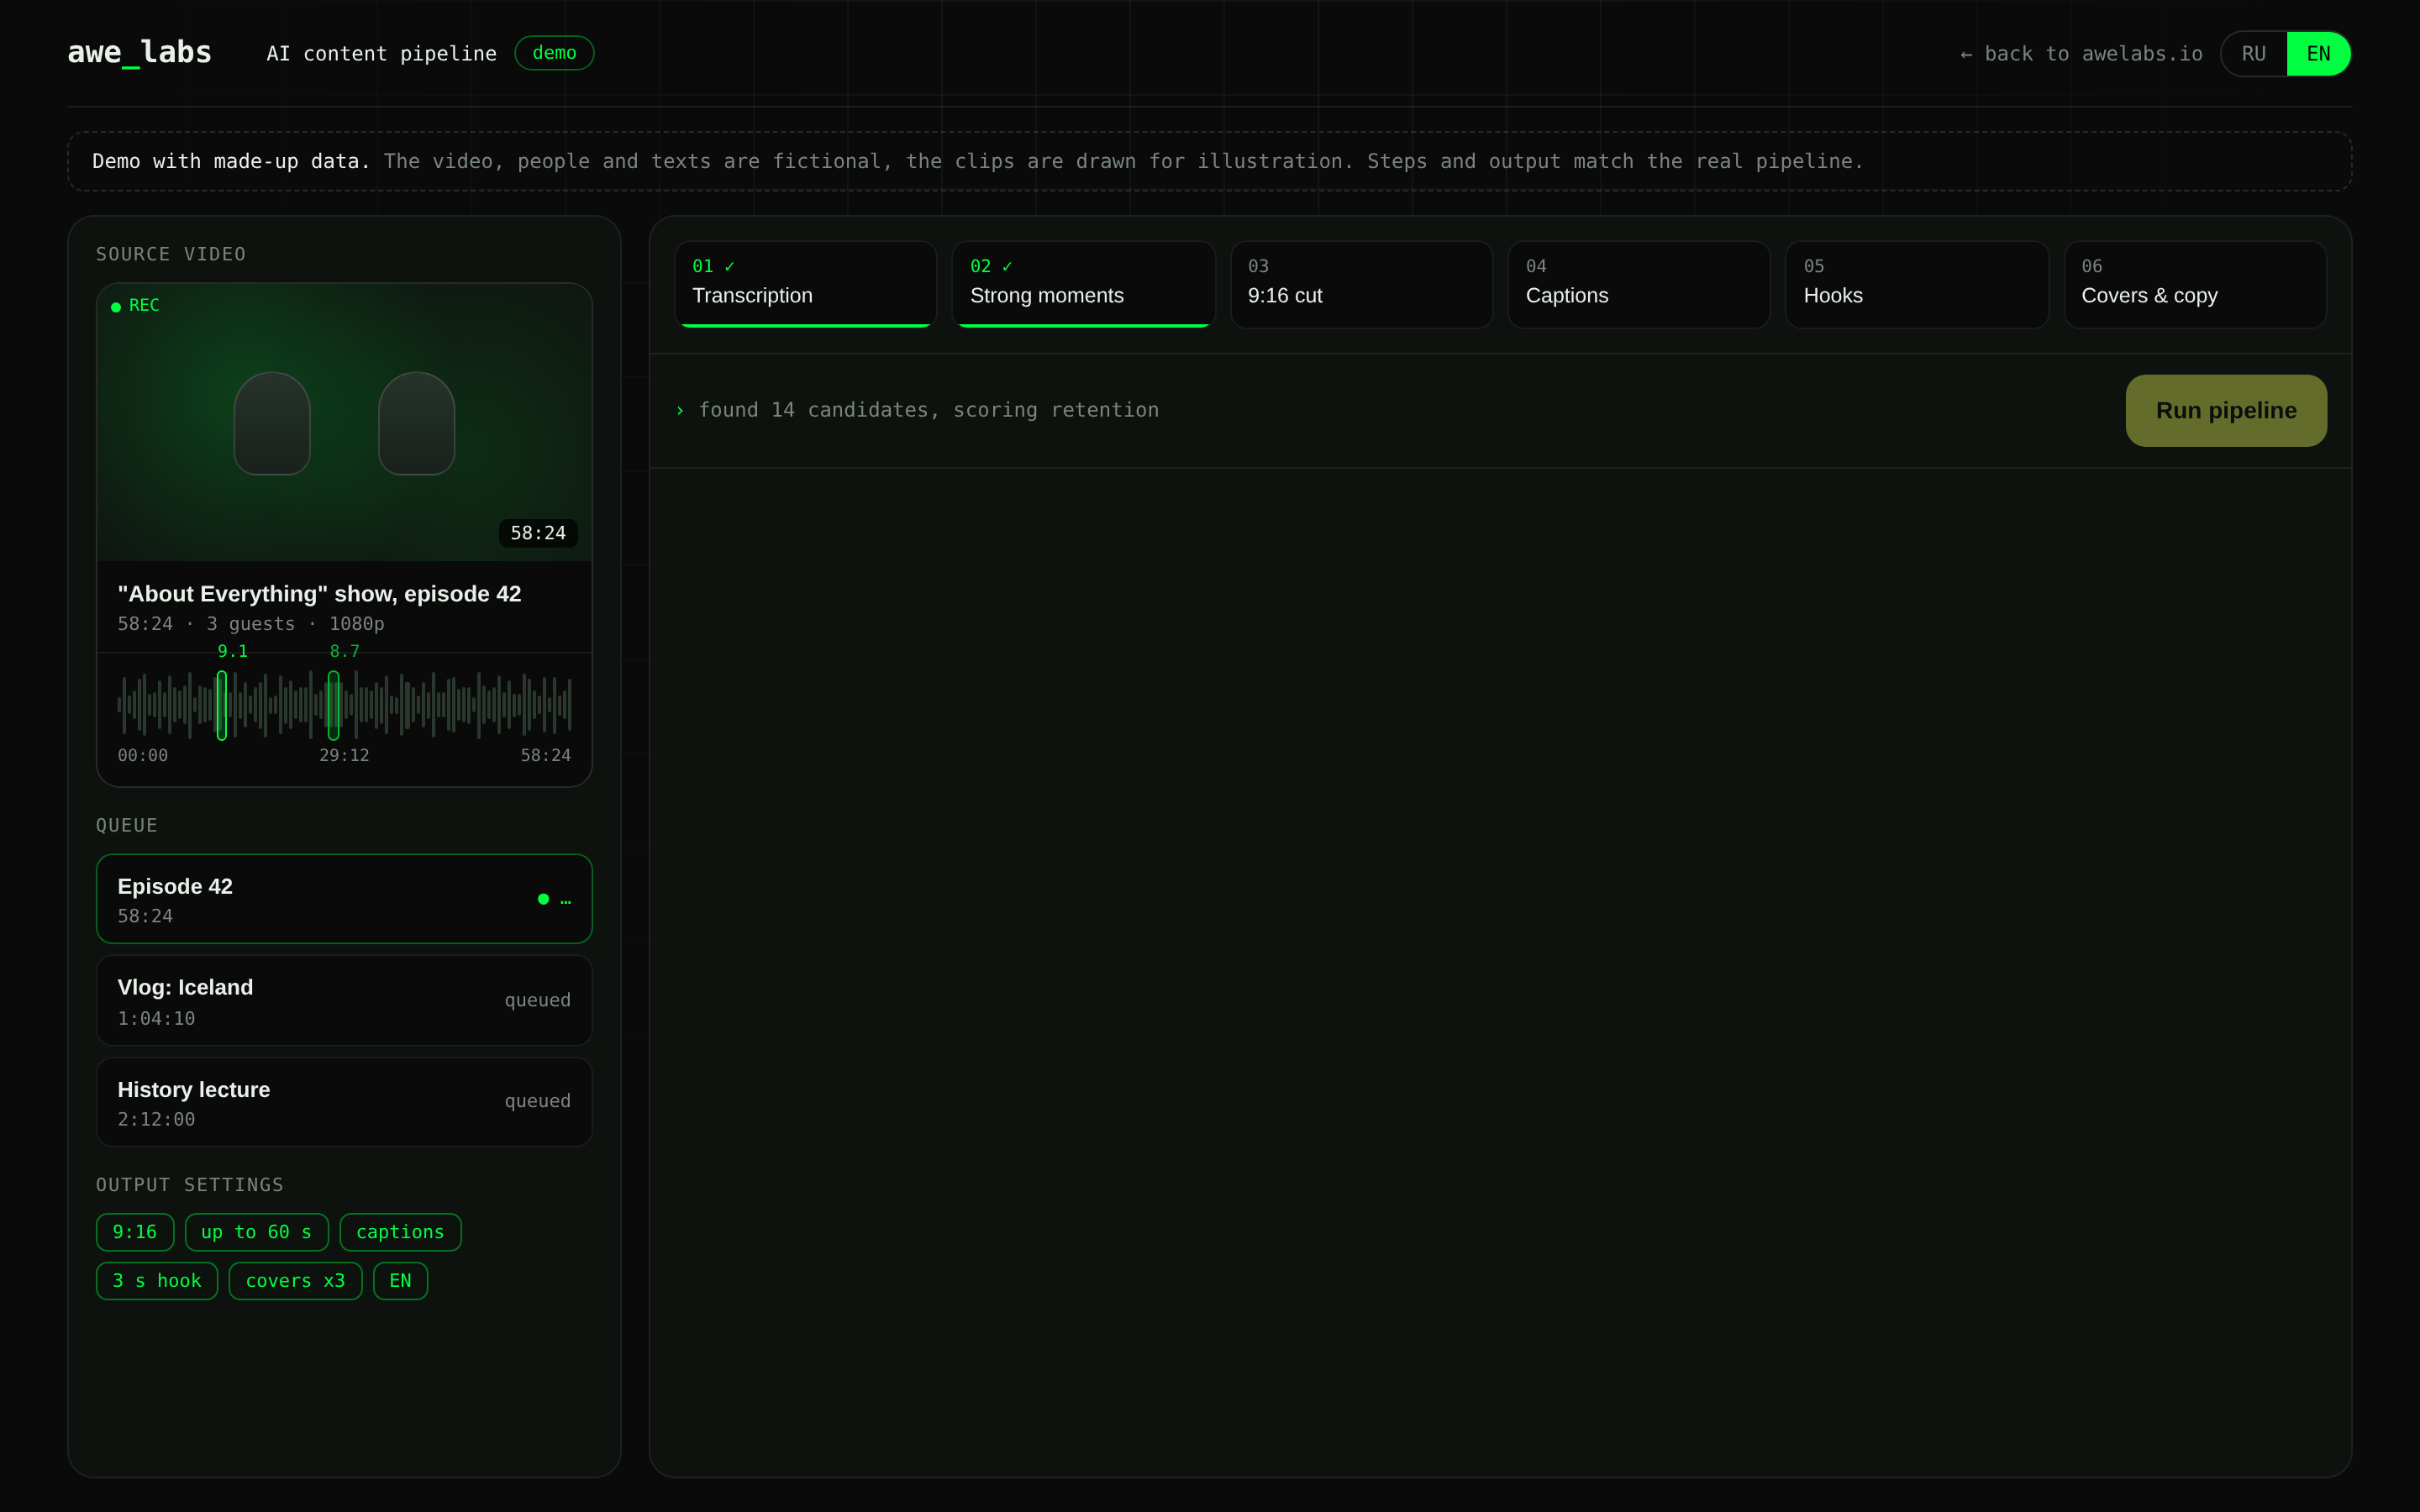 awe_labs
AI content pipeline
demo
← back to awelabs.io
RU
EN
Demo with made-up data. The video, people and texts are fictional, the clips are drawn for illustration. Steps and output match the real pipeline.
SOURCE VIDEO
REC
58:24
"About Everything" show, episode 42
58:24 · 3 guests · 1080p
9.1
8.7
00:00
29:12
58:24
QUEUE
Episode 42
58:24
…
Vlog: Iceland
1:04:10
queued
History lecture
2:12:00
queued
OUTPUT SETTINGS
9:16
up to 60 s
captions
3 s hook
covers x3
EN
01 ✓
Transcription
02 ✓
Strong moments
03
9:16 cut
04
Captions
05
Hooks
06
Covers & copy
› found 14 candidates, scoring retention
Run pipeline